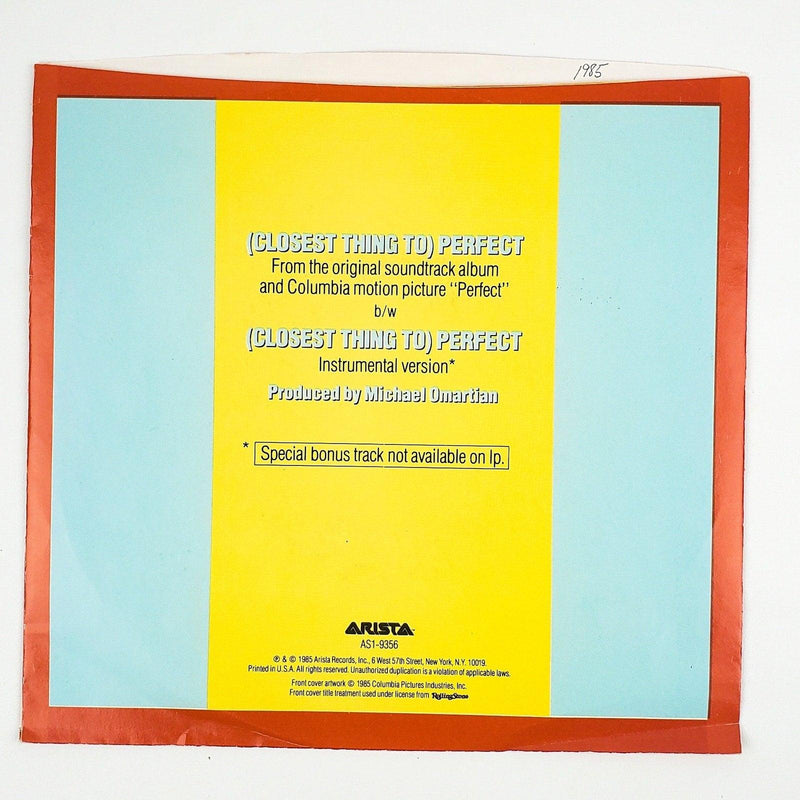 1985
(CLOSEST THING TO) PERFECT
From the original soundtrack album
and Columbia motion picture "Perfect"
b/w
(CLOSEST THING TO) PERFECT
Instrumental version*
Produced by Michael Omartian
* Special bonus track not available on lp.
ARISTA
AS1-9356
℗ & © 1985 Arista Records, Inc., 6 West 57th Street, New York, N.Y. 10019.
Printed in U.S.A. All rights reserved. Unauthorized duplication is a violation of applicable laws.
Front cover artwork © 1985 Columbia Pictures Industries, Inc.
Front cover title treatment used under license from RollingStone